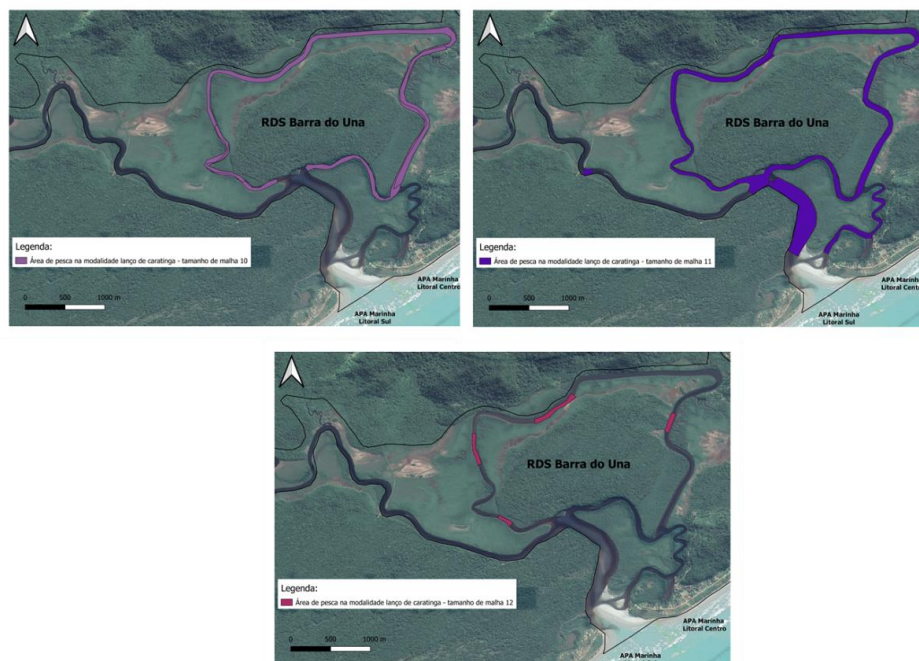 RDS Barra do Una
Legenda:
Área de pesca na modalidade lanço de caratinga - tamanho de malha 10
0 500 1000 m
APA Marinha
Litoral Centro
APA Marinha
Litoral Sul
RDS Barra do Una
Legenda:
Área de pesca na modalidade lanço de caratinga - tamanho de malha 11
0 500 1000 m
APA Marinha
Litoral Centro
APA Marinha
Litoral Sul
RDS Barra do Una
Legenda:
Área de pesca na modalidade lanço de caratinga - tamanho de malha 12
0 500 1000 m
APA Marinha
Litoral Centro
APA Marinha